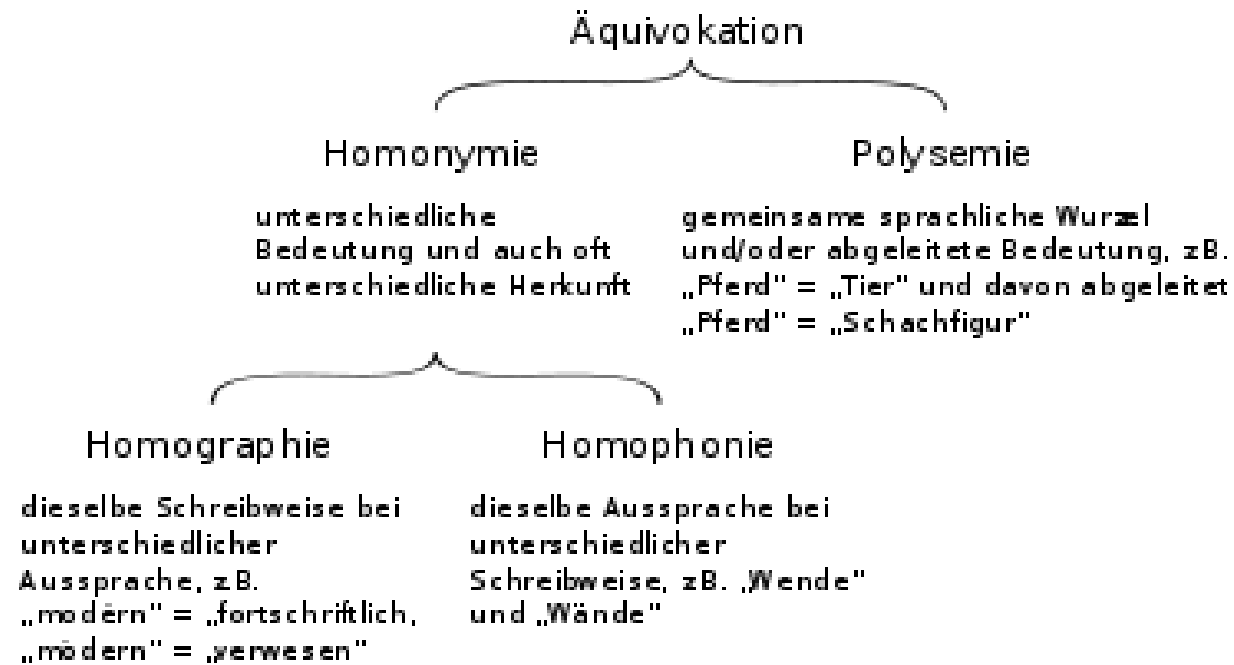 Äquivokation
Homonymie
unterschiedliche
Bedeutung und auch oft
unterschiedliche Herkunft
Polysemie
gemeinsame sprachliche Wurzel
und/oder abgeleitete Bedeutung, zB.
„Pferd" = „Tier" und davon abgeleitet
„Pferd" = „Schachfigur"
Homographie
dieselbe Schreibweise bei
unterschiedlicher
Aussprache, zB.
„modērn" = „fortschriftlich,
„mōdern" = „verwesen"
Homophonie
dieselbe Aussprache bei
unterschiedlicher
Schreibweise, zB. „Wende"
und „Wände"